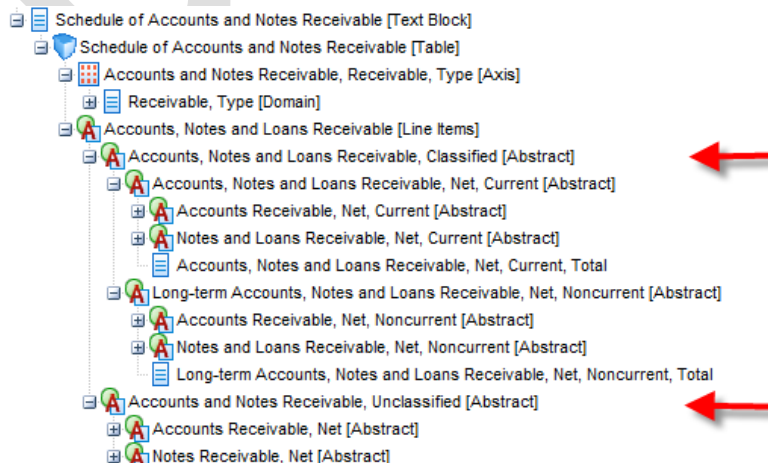 Schedule of Accounts and Notes Receivable [Text Block]
Schedule of Accounts and Notes Receivable [Table]
Accounts and Notes Receivable, Receivable, Type [Axis]
Receivable, Type [Domain]
Accounts, Notes and Loans Receivable [Line Items]
Accounts, Notes and Loans Receivable, Classified [Abstract]
Accounts, Notes and Loans Receivable, Net, Current [Abstract]
Accounts Receivable, Net, Current [Abstract]
Notes and Loans Receivable, Net, Current [Abstract]
Accounts, Notes and Loans Receivable, Net, Current, Total
Long-term Accounts, Notes and Loans Receivable, Net, Noncurrent [Abstract]
Accounts Receivable, Net, Noncurrent [Abstract]
Notes and Loans Receivable, Net, Noncurrent [Abstract]
Long-term Accounts, Notes and Loans Receivable, Net, Noncurrent, Total
Accounts and Notes Receivable, Unclassified [Abstract]
Accounts Receivable, Net [Abstract]
Notes Receivable, Net [Abstract]